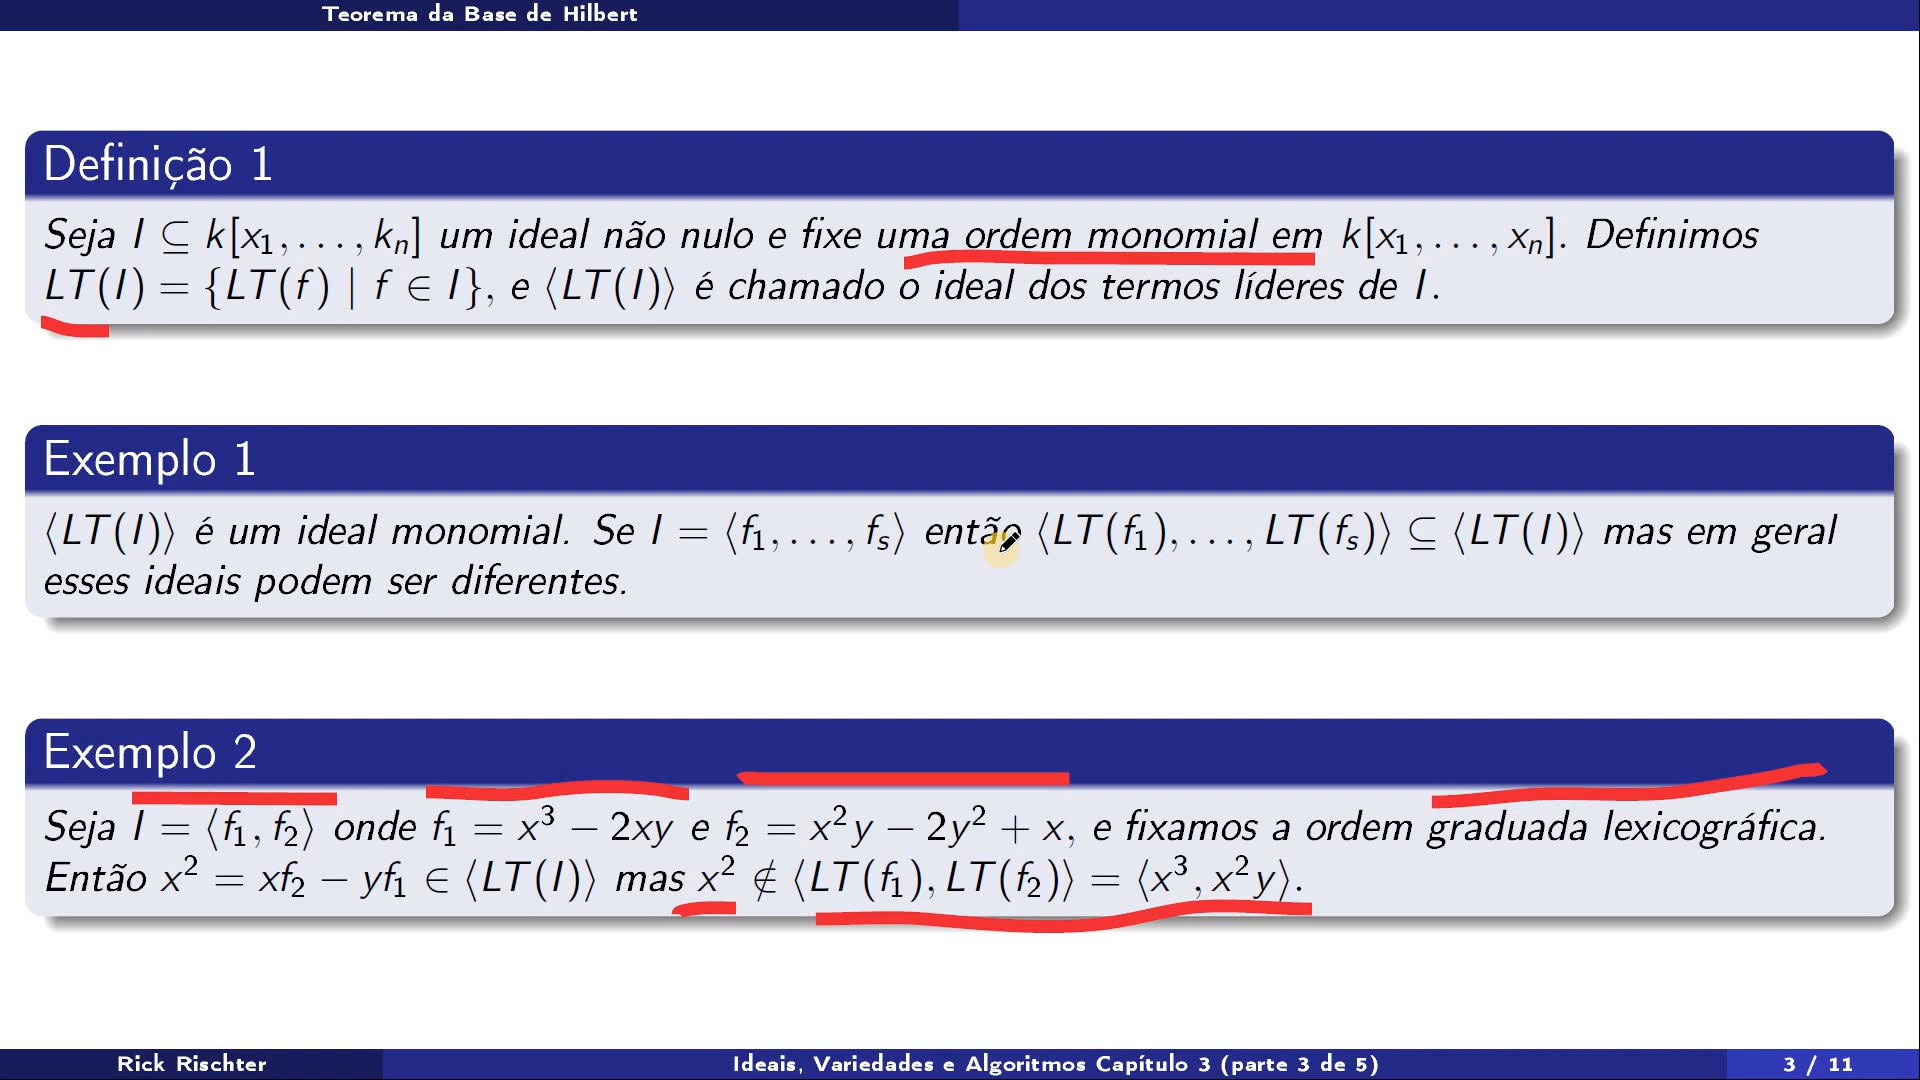 Teorema da Base de Hilbert
Definição 1
Seja I ⊆ k[x₁, . . . , kₙ] um ideal não nulo e fixe uma ordem monomial em k[x₁, . . . , xₙ]. Definimos
LT(I) = {LT(f) | f ∈ I}, e ⟨LT(I)⟩ é chamado o ideal dos termos líderes de I.
Exemplo 1
⟨LT(I)⟩ é um ideal monomial. Se I = ⟨f₁, . . . , fₛ⟩ então ⟨LT(f₁), . . . , LT(fₛ)⟩ ⊆ ⟨LT(I)⟩ mas em geral
esses ideais podem ser diferentes.
Exemplo 2
Seja I = ⟨f₁, f₂⟩ onde f₁ = x³ − 2xy e f₂ = x²y − 2y² + x, e fixamos a ordem graduada lexicográfica.
Então x² = xf₂ − yf₁ ∈ ⟨LT(I)⟩ mas x² ∉ ⟨LT(f₁), LT(f₂)⟩ = ⟨x³, x²y⟩.
Rick Rischter
Ideais, Variedades e Algoritmos Capítulo 3 (parte 3 de 5)
3 / 11